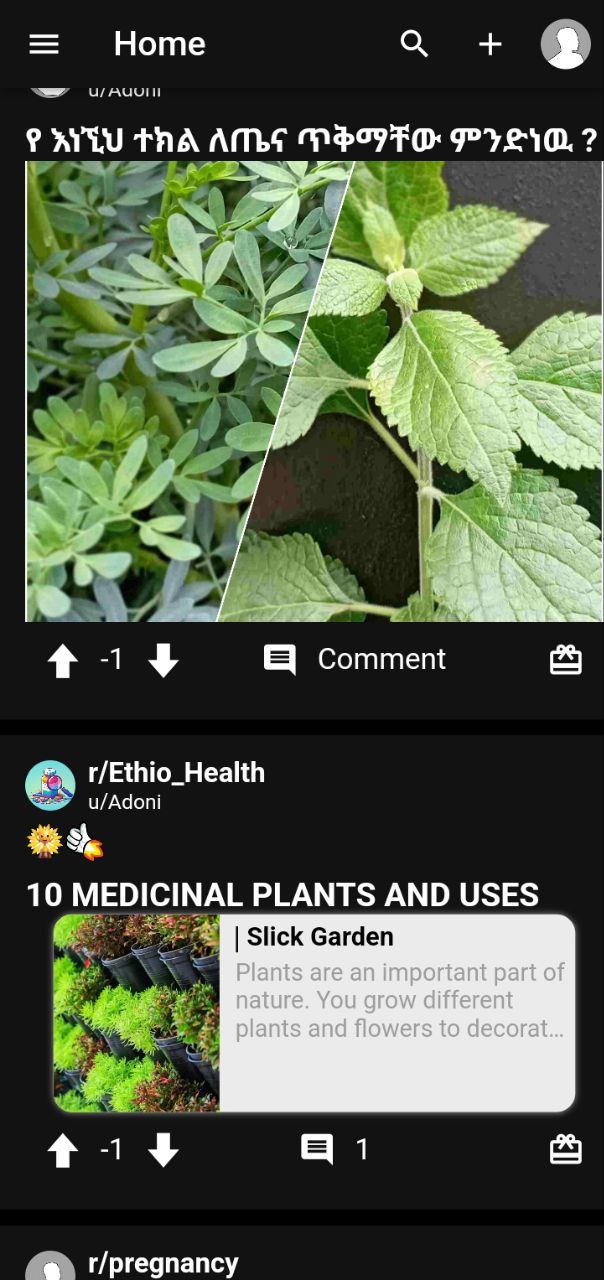 Home
u/Adoni
የ እነኚህ ተክል ለጤና ጥቅማቸው ምንድነዉ ?
-1
Comment
r/Ethio_Health
u/Adoni
10 MEDICINAL PLANTS AND USES
| Slick Garden
Plants are an important part of
nature. You grow different
plants and flowers to decorat...
-1
1
r/pregnancy